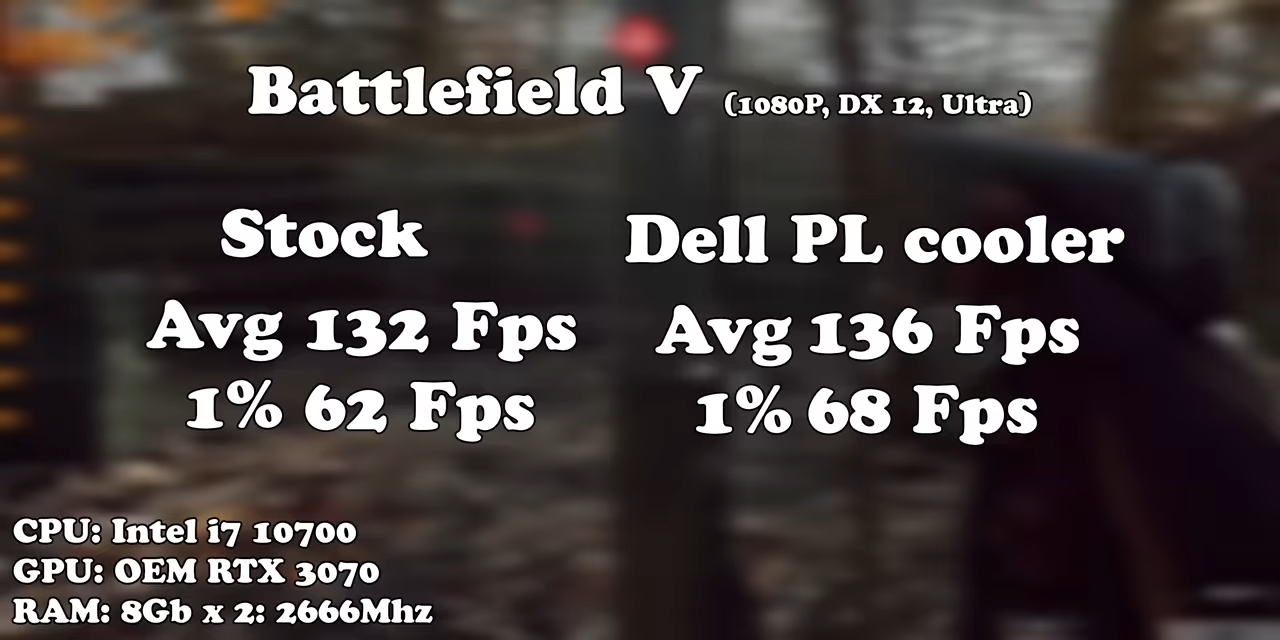 Battlefield V (1080P, DX 12, Ultra)
Stock
Dell PL cooler
Avg 132 Fps
Avg 136 Fps
1% 62 Fps
1% 68 Fps
CPU: Intel i7 10700
GPU: OEM RTX 3070
RAM: 8Gb x 2: 2666Mhz